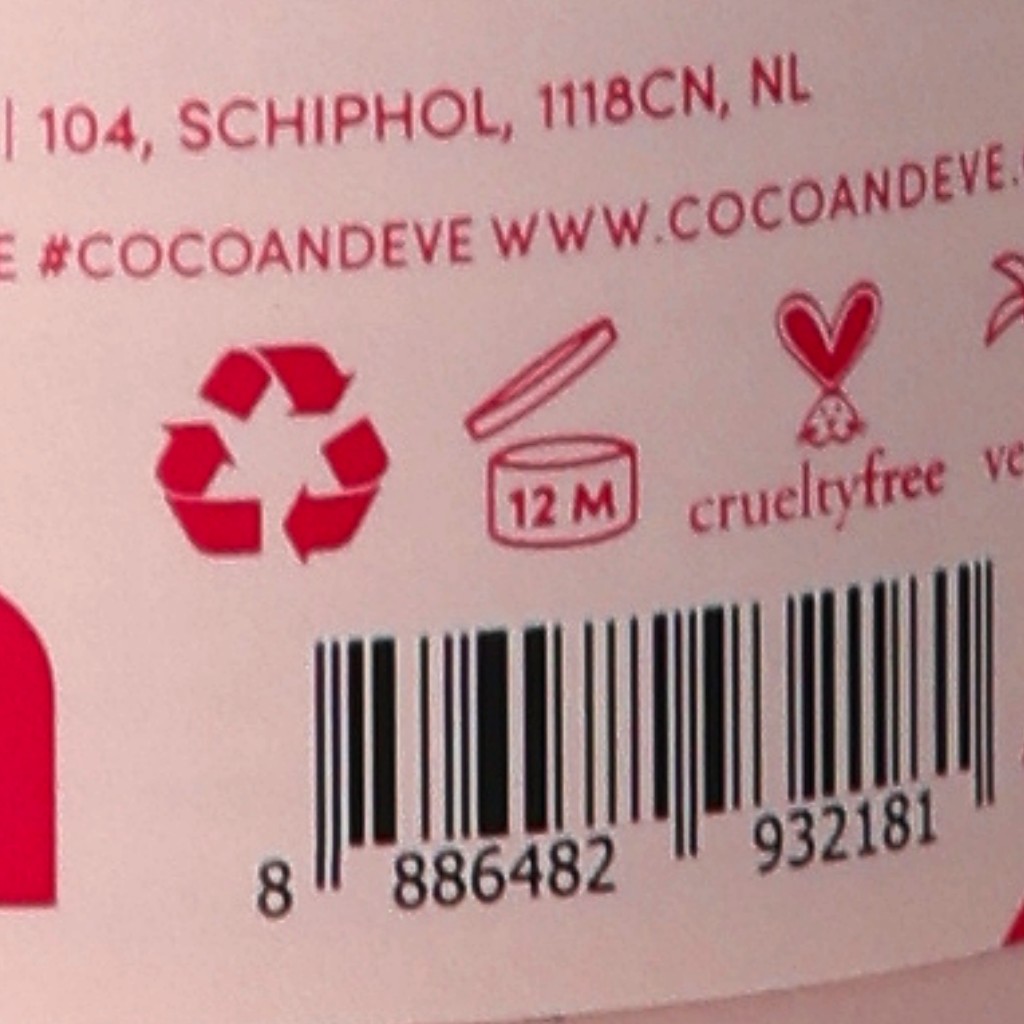 104, SCHIPHOL, 1118CN, NL
#COCOANDEVE WWW.COCOANDEVE.
12 M
crueltyfree
8 886482 932181